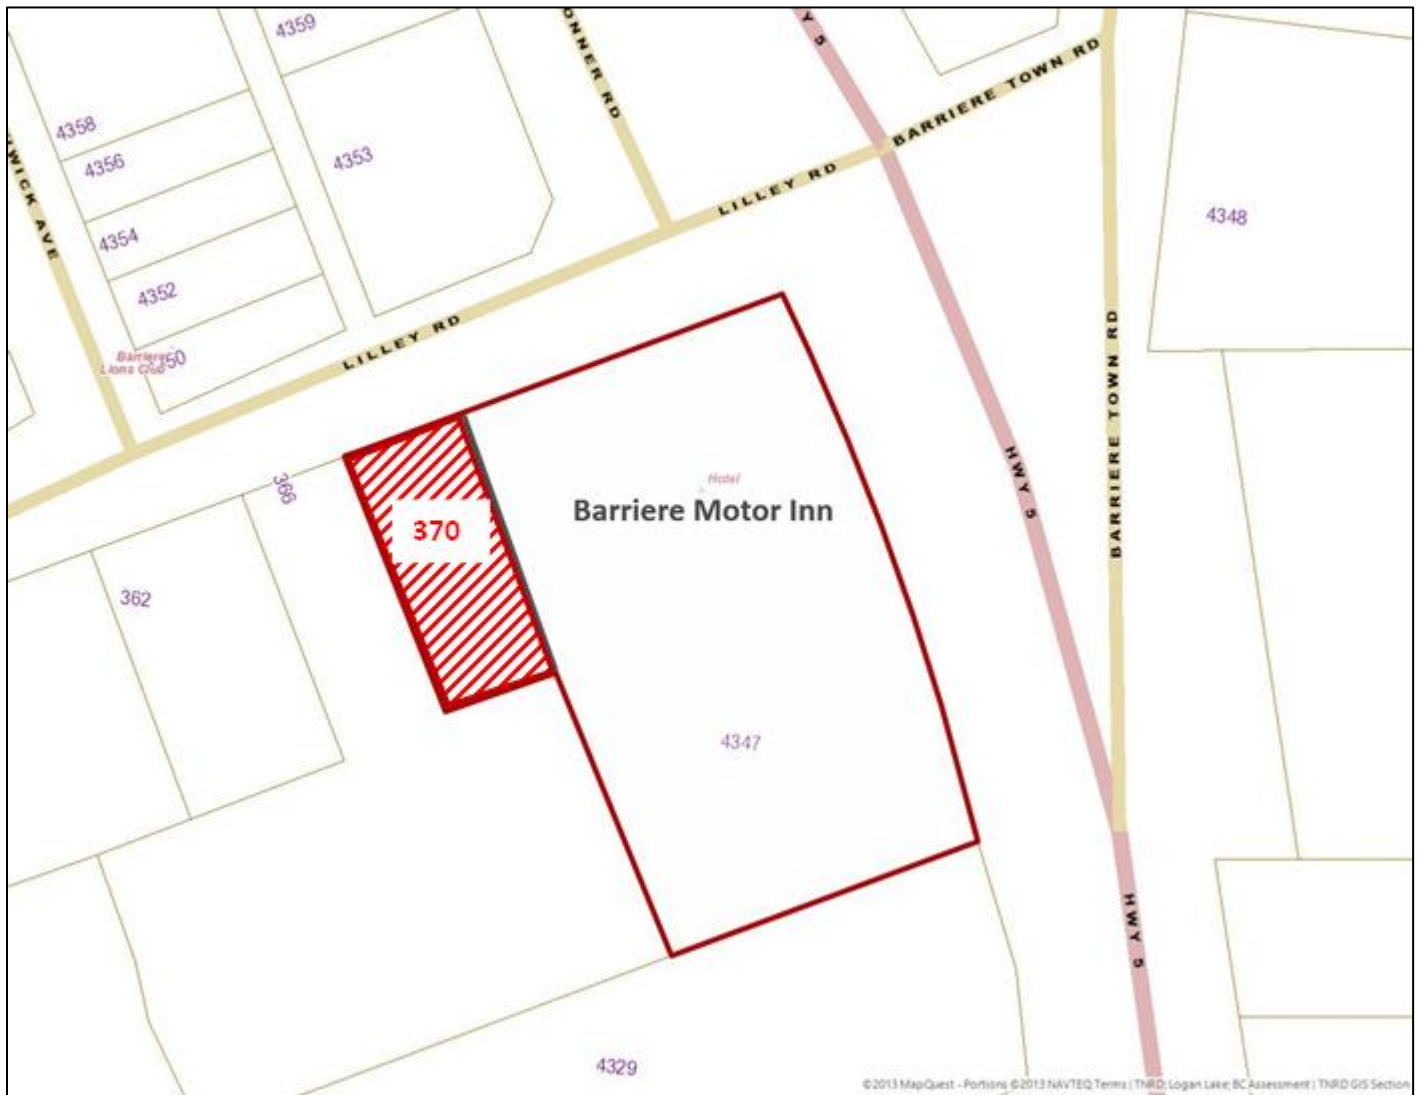 4359
Y 5
ONNER RD
BARRIERE TOWN RD
4358
4356
4353
WICK AVE
LILLEY RD
4348
4354
4352
Barriere
Lions Club
50
LILLEY RD
BARRIERE TOWN RD
366
Hotel
HWY 5
370
Barriere Motor Inn
362
4347
HWY 5
4329
©2013 MapQuest - Portions ©2013 NAVTEQ Terms | TNRD; Logan Lake; BC Assessment | TNRD GIS Section